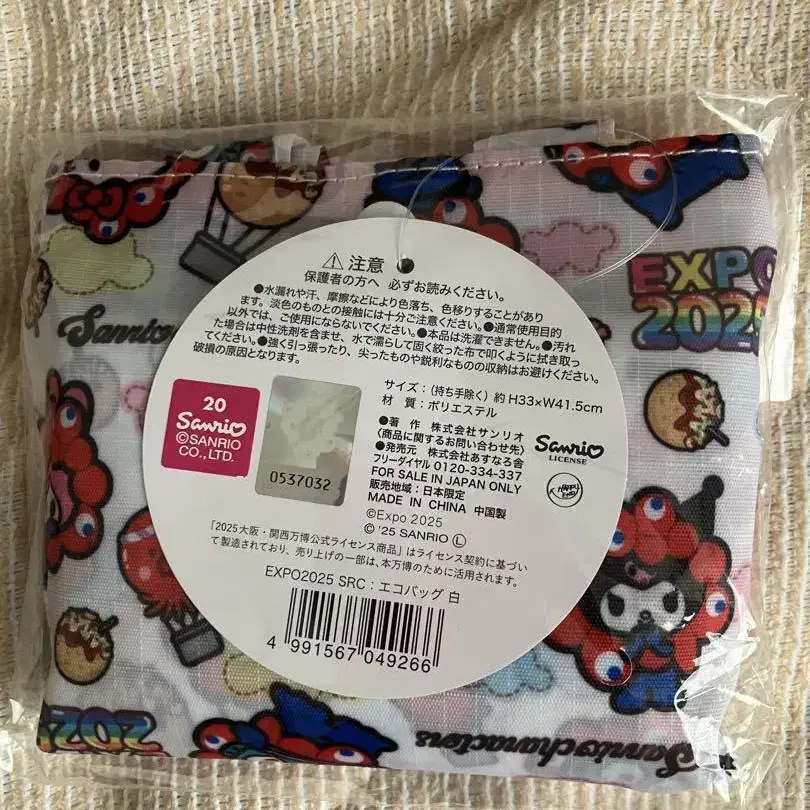 ⚠注意
保護者の方へ 必ずお読みください。
●水漏れや汗、摩擦などにより色落ち、色移りすることがあり
ます。淡色のものとの接触には十分ご注意ください。●通常使用目的
以外では、ご使用にならないでください。●本品は洗濯できません。●汚れ
た場合は中性洗剤を含ませ、水で濡らして固く絞った布で叩くように拭き取っ
てください。●強く引っ張ったり、尖ったものや鋭利なものの収納はお避けください。
破損の原因となります。
サイズ:(持ち手除く)約 H33×W41.5cm
材 質:ポリエステル
20
Sanrio
©SANRIO
CO.,LTD.
0537032
●著 作 株式会社サンリオ
〈商品に関するお問い合わせ先〉
●発売元 株式会社あすなろ舎
フリーダイヤル 0120-334-337
FOR SALE IN JAPAN ONLY
販売地域:日本限定
MADE IN CHINA 中国製
©Expo 2025
©'25 SANRIO Ⓛ
Sanrio
LICENSE
「2025大阪・関西万博公式ライセンス商品」はライセンス契約に基づい
て製造されており、売り上げの一部は、本万博のために活用されます。
EXPO2025 SRC:エコバッグ 白
4 991567 049266
EXPO
2025
Sanrio
2025
Sanrio characters